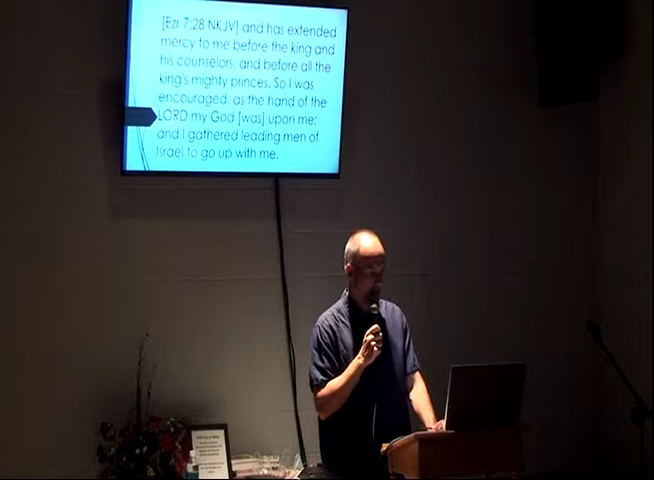 [Ezr 7:28 NKJV] and has extended
mercy to me before the king and
his counselors, and before all the
king's mighty princes. So I was
encouraged, as the hand of the
LORD my God [was] upon me;
and I gathered leading men of
Israel to go up with me.